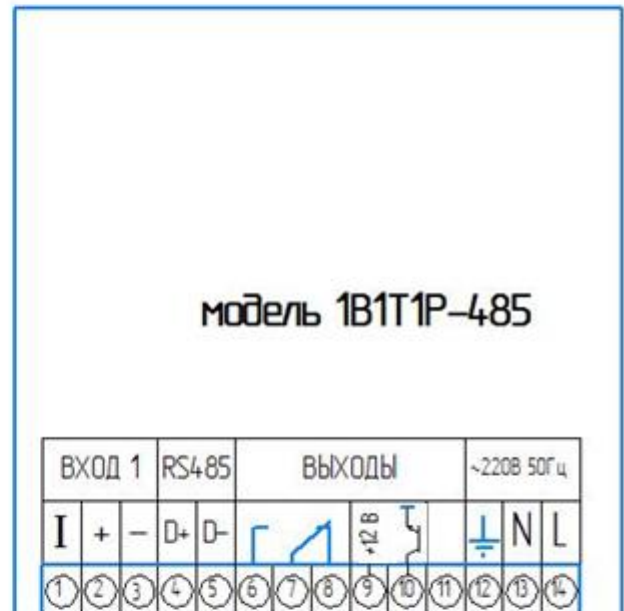 модель 1В1Т1Р-485
ВХОД 1 RS485 ВЫХОДЫ ~220В 50Гц
I + - D+ D- +12 В N L
1 2 3 4 5 6 7 8 9 10 11 12 13 14